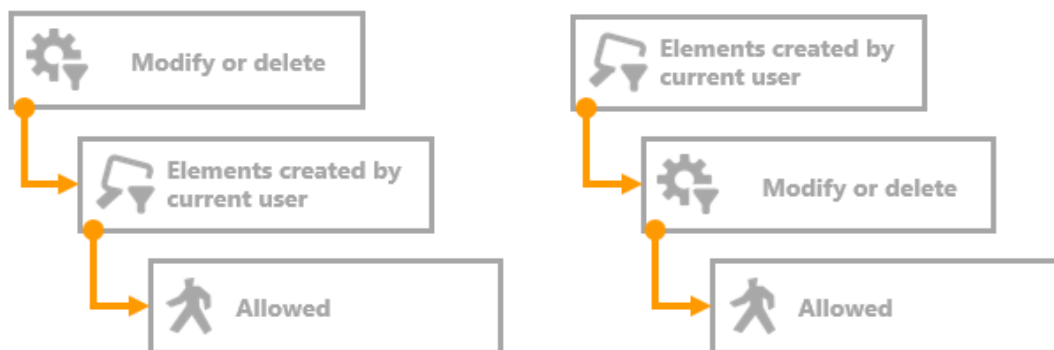 Modify or delete
Elements created by
current user
Allowed
Elements created by
current user
Modify or delete
Allowed